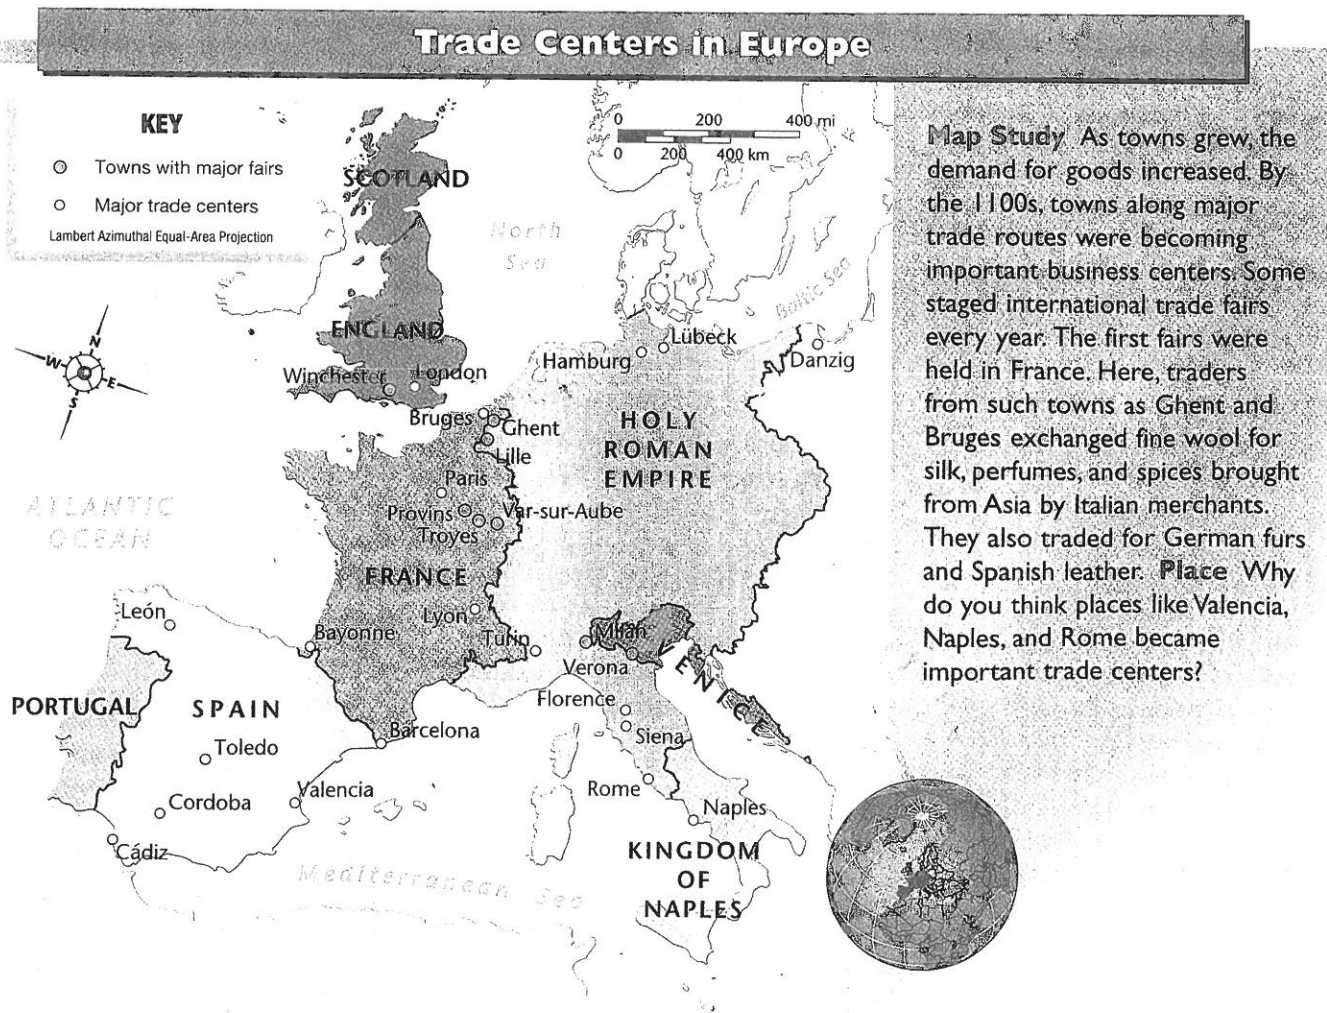 Trade Centers in Europe
KEY
Towns with major fairs
Major trade centers
Lambert Azimuthal Equal-Area Projection
0 200 400 mi
0 200 400 km
N
W
E
S
SCOTLAND
North
Sea
Baltic Sea
ENGLAND
Lübeck
Hamburg
Danzig
Winchester
London
Bruges
Ghent
Lille
HOLY
ROMAN
EMPIRE
Paris
Provins
Var-sur-Aube
Troyes
ATLANTIC
OCEAN
FRANCE
León
Lyon
Bayonne
Turin
Milan
Verona
VENICE
PORTUGAL
SPAIN
Florence
Barcelona
Siena
Toledo
Rome
Valencia
Naples
Cordoba
Cádiz
KINGDOM
OF
NAPLES
Mediterranean Sea
Map Study As towns grew, the
demand for goods increased. By
the 1100s, towns along major
trade routes were becoming
important business centers. Some
staged international trade fairs
every year. The first fairs were
held in France. Here, traders
from such towns as Ghent and
Bruges exchanged fine wool for
silk, perfumes, and spices brought
from Asia by Italian merchants.
They also traded for German furs
and Spanish leather. Place Why
do you think places like Valencia,
Naples, and Rome became
important trade centers?